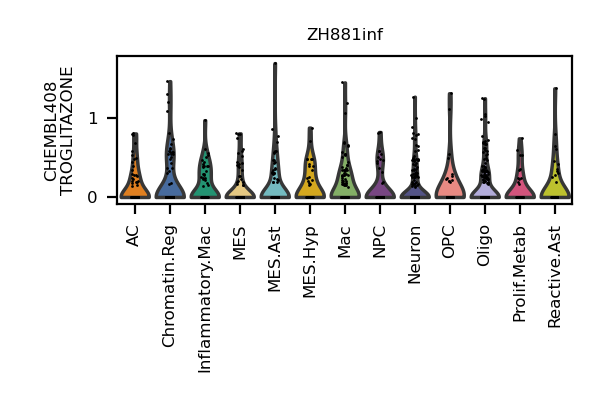 ZH881inf
CHEMBL408
TROGLITAZONE
1
0
AC
Chromatin.Reg
Inflammatory.Mac
MES
MES.Ast
MES.Hyp
Mac
NPC
Neuron
OPC
Oligo
Prolif.Metab
Reactive.Ast